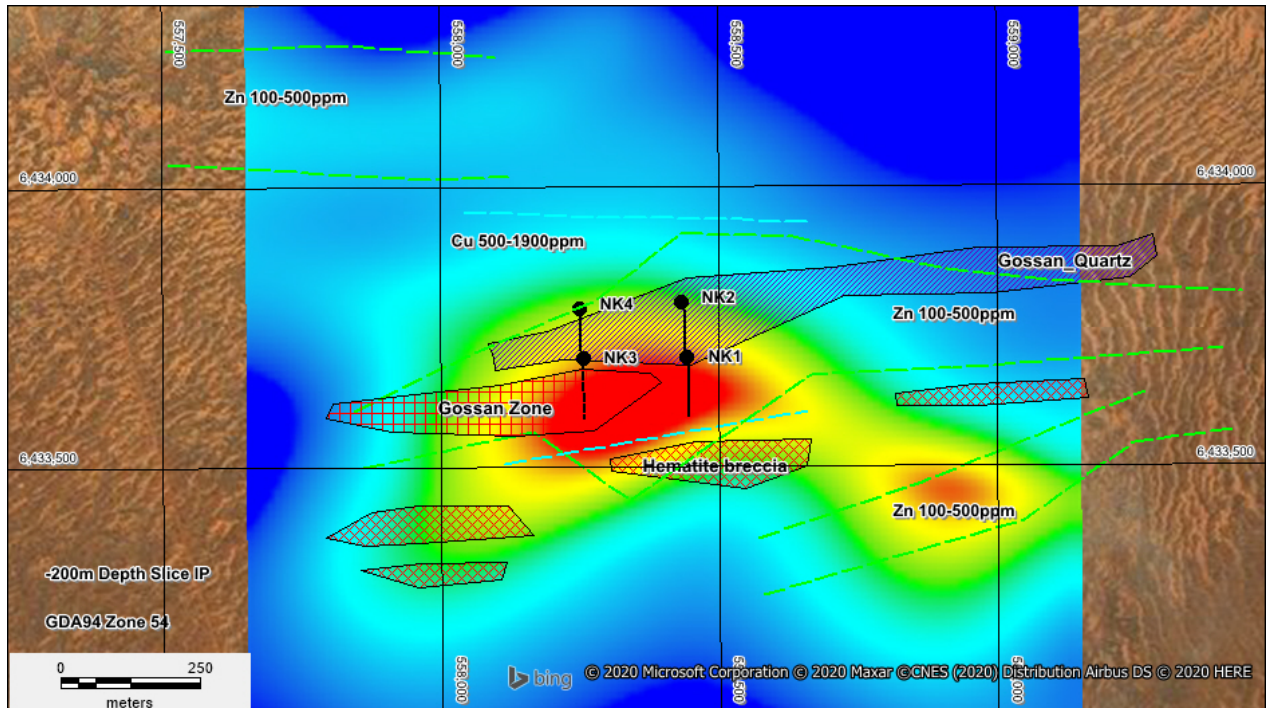 557,500
558,000
558,500
559,000
Zn 100-500ppm
6,434,000
6,434,000
Cu 500-1900ppm
Gossan_Quartz
NK4
NK2
Zn 100-500ppm
NK3
NK1
Gossan Zone
6,433,500
6,433,500
Hematite breccia
Zn 100-500ppm
-200m Depth Slice IP
GDA94 Zone 54
0 250
meters
558,000
bing
© 2020 Microsoft Corporation © 2020 Maxar ©CNES (2020) Distribution Airbus DS © 2020 HERE